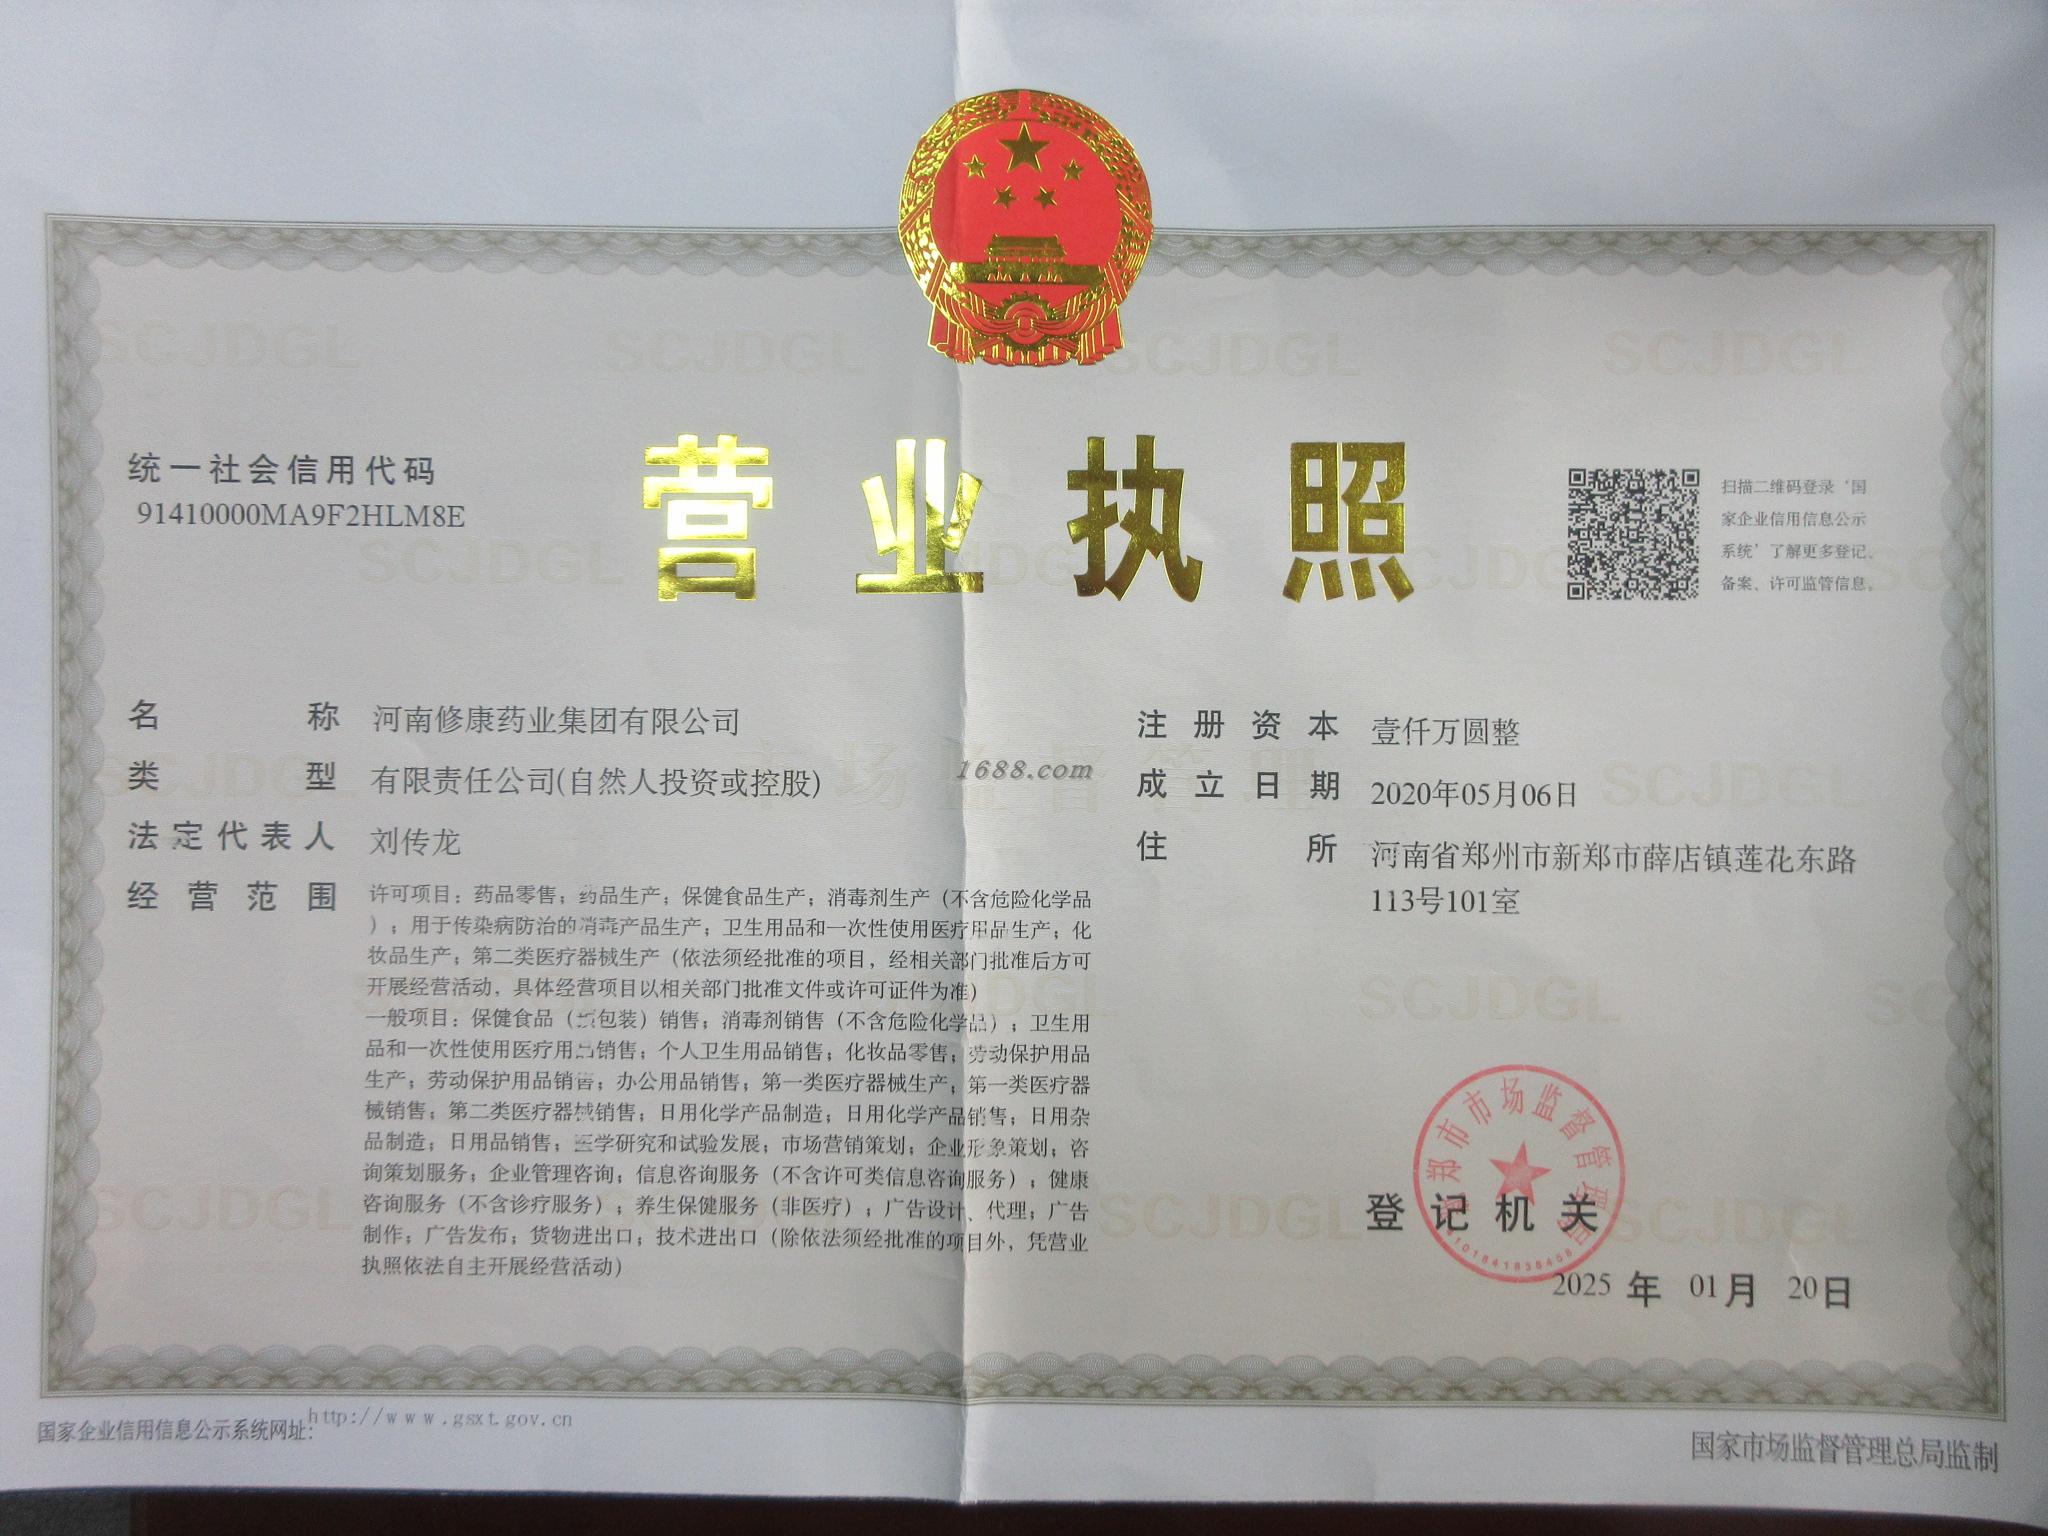 营业执照
统一社会信用代码
91410000MA9F2HLM8E
扫描二维码登录‘国
家企业信用信息公示
系统’了解更多登记、
备案、许可监管信息。
名称 河南修康药业集团有限公司
类型 有限责任公司(自然人投资或控股)
法定代表人 刘传龙
经营范围 许可项目：药品零售；药品生产；保健食品生产；消毒剂生产（不含危险化学品
）；用于传染病防治的消毒产品生产；卫生用品和一次性使用医疗用品生产；化
妆品生产；第二类医疗器械生产（依法须经批准的项目，经相关部门批准后方可
开展经营活动，具体经营项目以相关部门批准文件或许可证件为准）
一般项目：保健食品（预包装）销售；消毒剂销售（不含危险化学品）；卫生用
品和一次性使用医疗用品销售；个人卫生用品销售；化妆品零售；劳动保护用品
生产；劳动保护用品销售；办公用品销售；第一类医疗器械生产；第一类医疗器
械销售；第二类医疗器械销售；日用化学产品制造；日用化学产品销售；日用杂
品制造；日用品销售；医学研究和试验发展；市场营销策划；企业形象策划；咨
询策划服务；企业管理咨询；信息咨询服务（不含许可类信息咨询服务）；健康
咨询服务（不含诊疗服务）；养生保健服务（非医疗）；广告设计、代理；广告
制作；广告发布；货物进出口；技术进出口（除依法须经批准的项目外，凭营业
执照依法自主开展经营活动）
注册资本 壹仟万圆整
成立日期 2020年05月06日
住所 河南省郑州市新郑市薛店镇莲花东路
113号101室
1688.com
登记机关
2025年01月20日
国家企业信用信息公示系统网址：http://www.gsxt.gov.cn
国家市场监督管理总局监制
SCJDGL